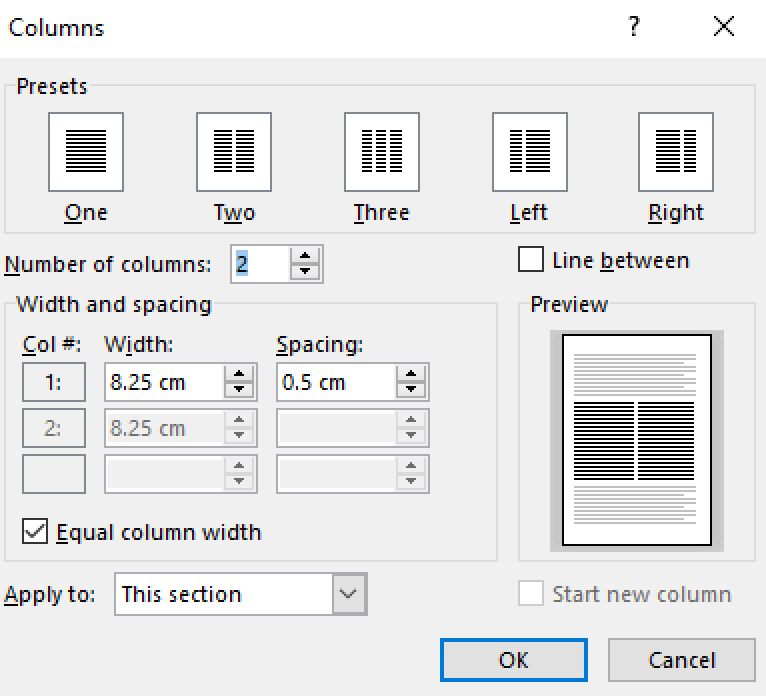 Columns ?
Presets
One Two Three Left Right
Number of columns: 2
Line between
Width and spacing
Preview
Col #: Width: Spacing:
1: 8.25 cm 0.5 cm
2: 8.25 cm
Equal column width
Apply to: This section
Start new column
OK Cancel